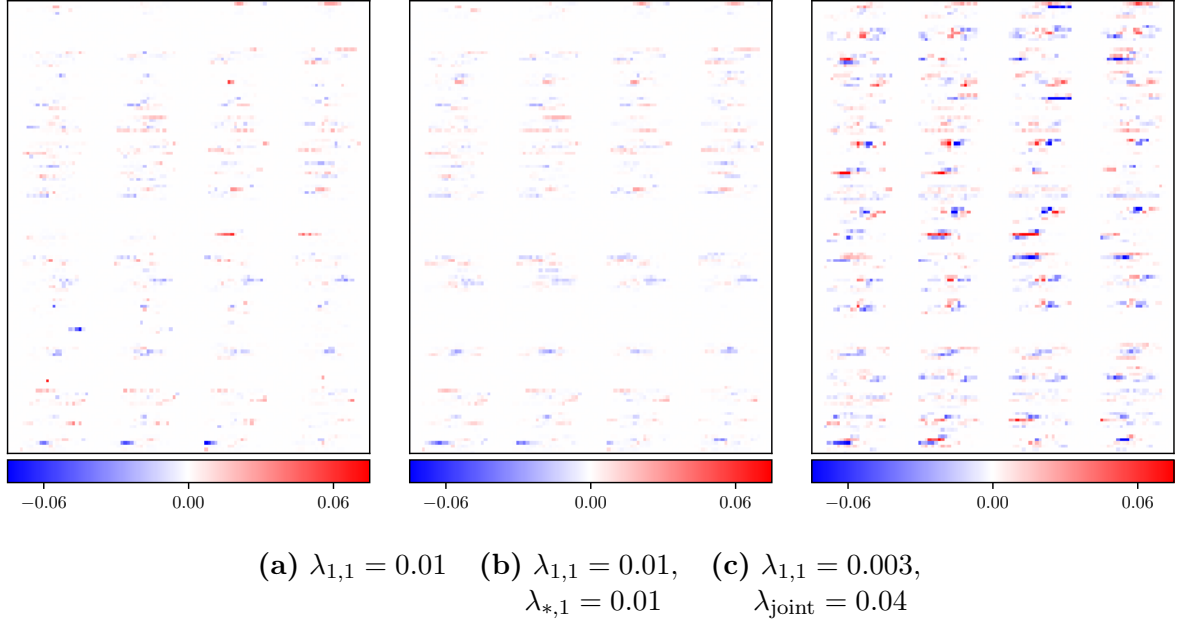 −0.06 0.00 0.06 −0.06 0.00 0.06 −0.06 0.00 0.06
(a) λ1,1 = 0.01 (b) λ1,1 = 0.01, (c) λ1,1 = 0.003,
λ∗,1 = 0.01 λjoint = 0.04